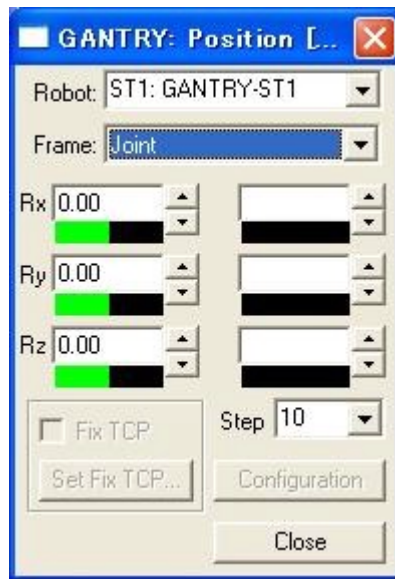 GANTRY: Position [...
Robot: ST1: GANTRY-ST1
Frame: Joint
Rx 0.00
Ry 0.00
Rz 0.00
Fix TCP
Step 10
Set Fix TCP...
Configuration
Close